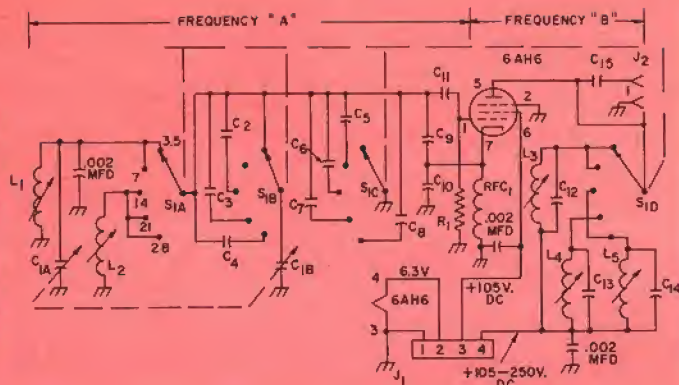 FREQUENCY "A"
FREQUENCY "B"
6AH6
C15
J2
C11
5
2
1
6
7
1
C2
C5
C9
3.5
.002
MFD
7
14
21
28
L1
S1A
C3
S1B
C6
C7
S1C
C10
R1
RFC1
L3
C12
S1D
C1A
L2
C4
C1B
C8
.002
MFD
L4
C13
L5
C14
4
6.3V
6AH6
+105V.
DC
3
1 2 3 4
J1
+105-250V.
DC
.002
MFD